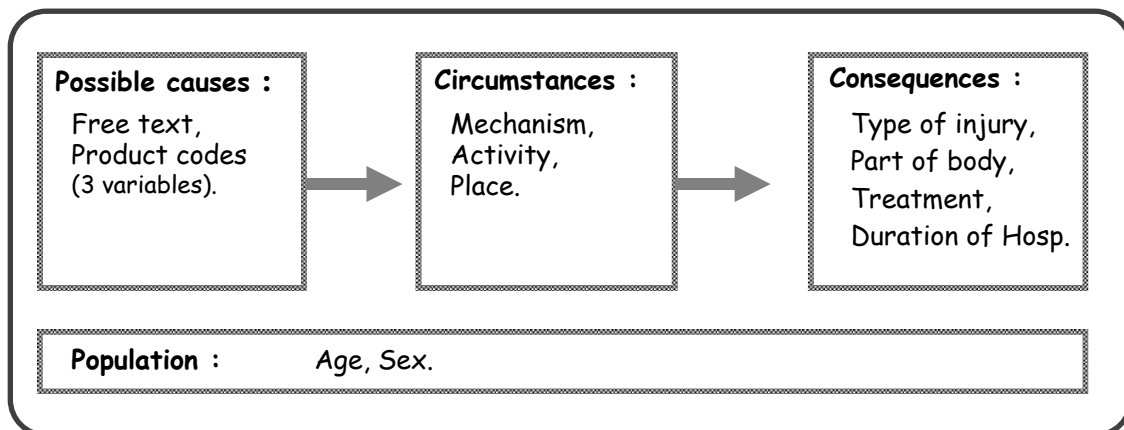 Possible causes :
Free text,
Product codes
(3 variables).
Circumstances :
Mechanism,
Activity,
Place.
Consequences :
Type of injury,
Part of body,
Treatment,
Duration of Hosp.
Population : Age, Sex.